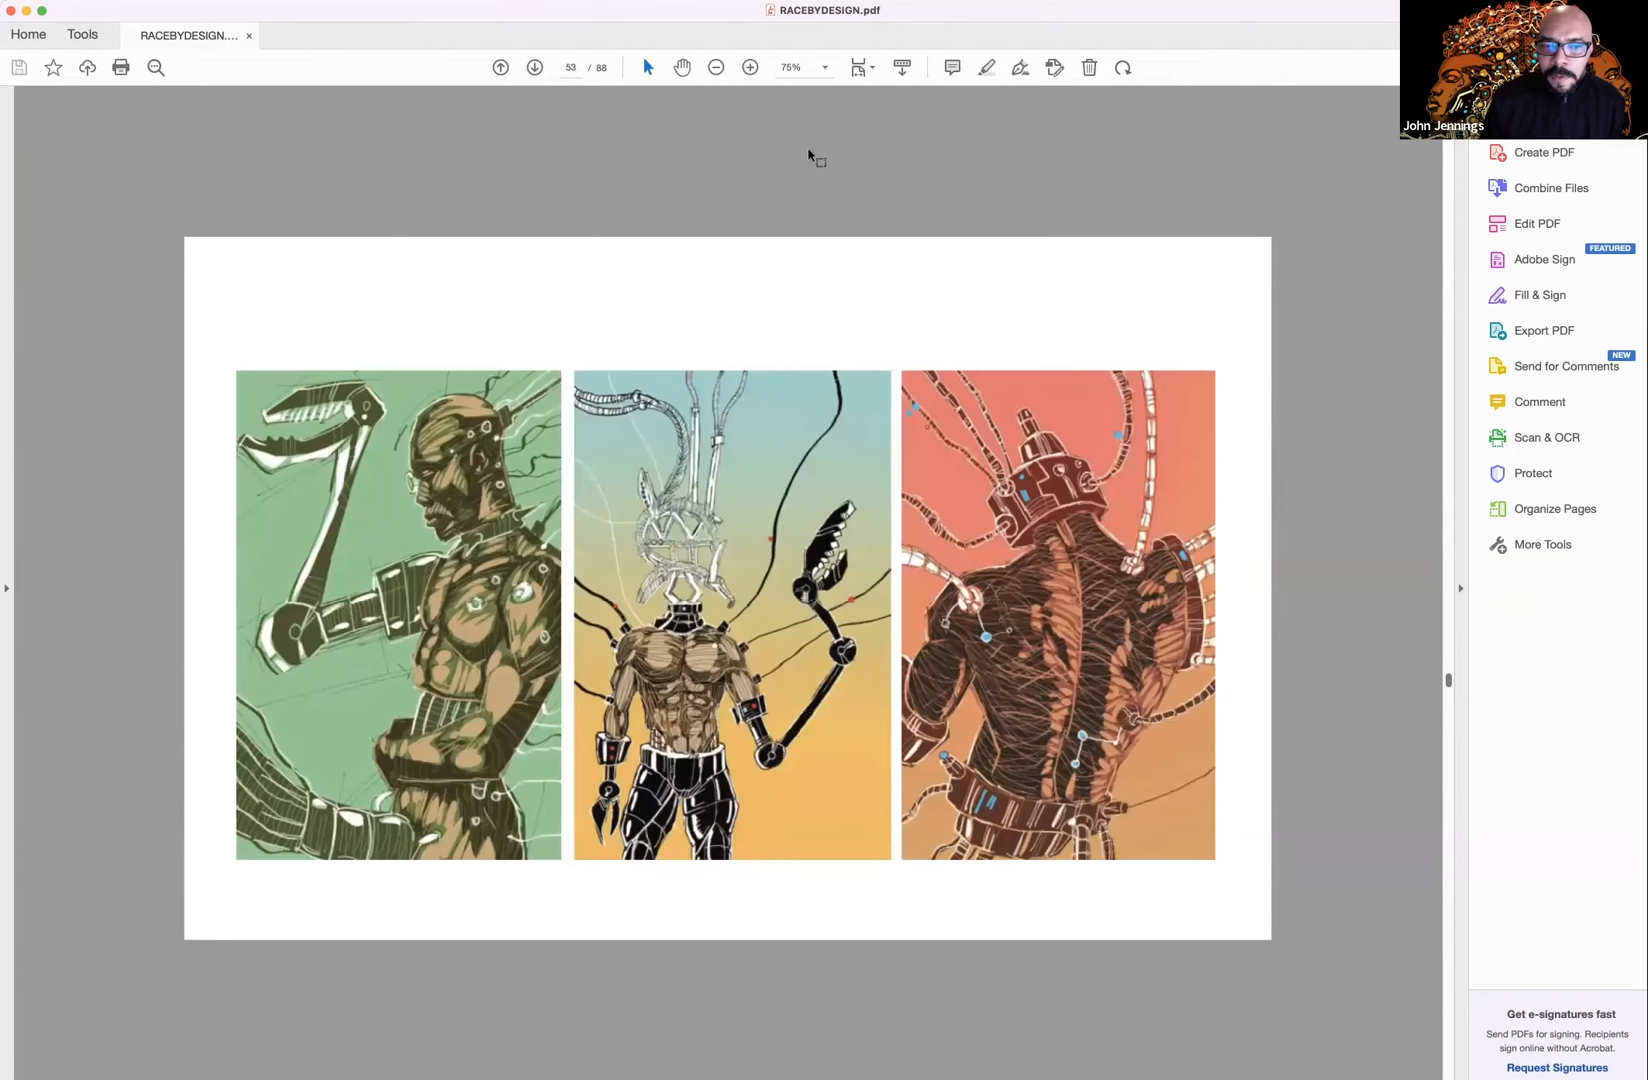 RACEBYDESIGN.pdf
Home
Tools
RACEBYDESIGN....
53 / 88
75%
John Jennings
Create PDF
Combine Files
Edit PDF
FEATURED
Adobe Sign
Fill & Sign
Export PDF
NEW
Send for Comments
Comment
Scan & OCR
Protect
Organize Pages
More Tools
Get e-signatures fast
Send PDFs for signing. Recipients
sign online without Acrobat.
Request Signatures